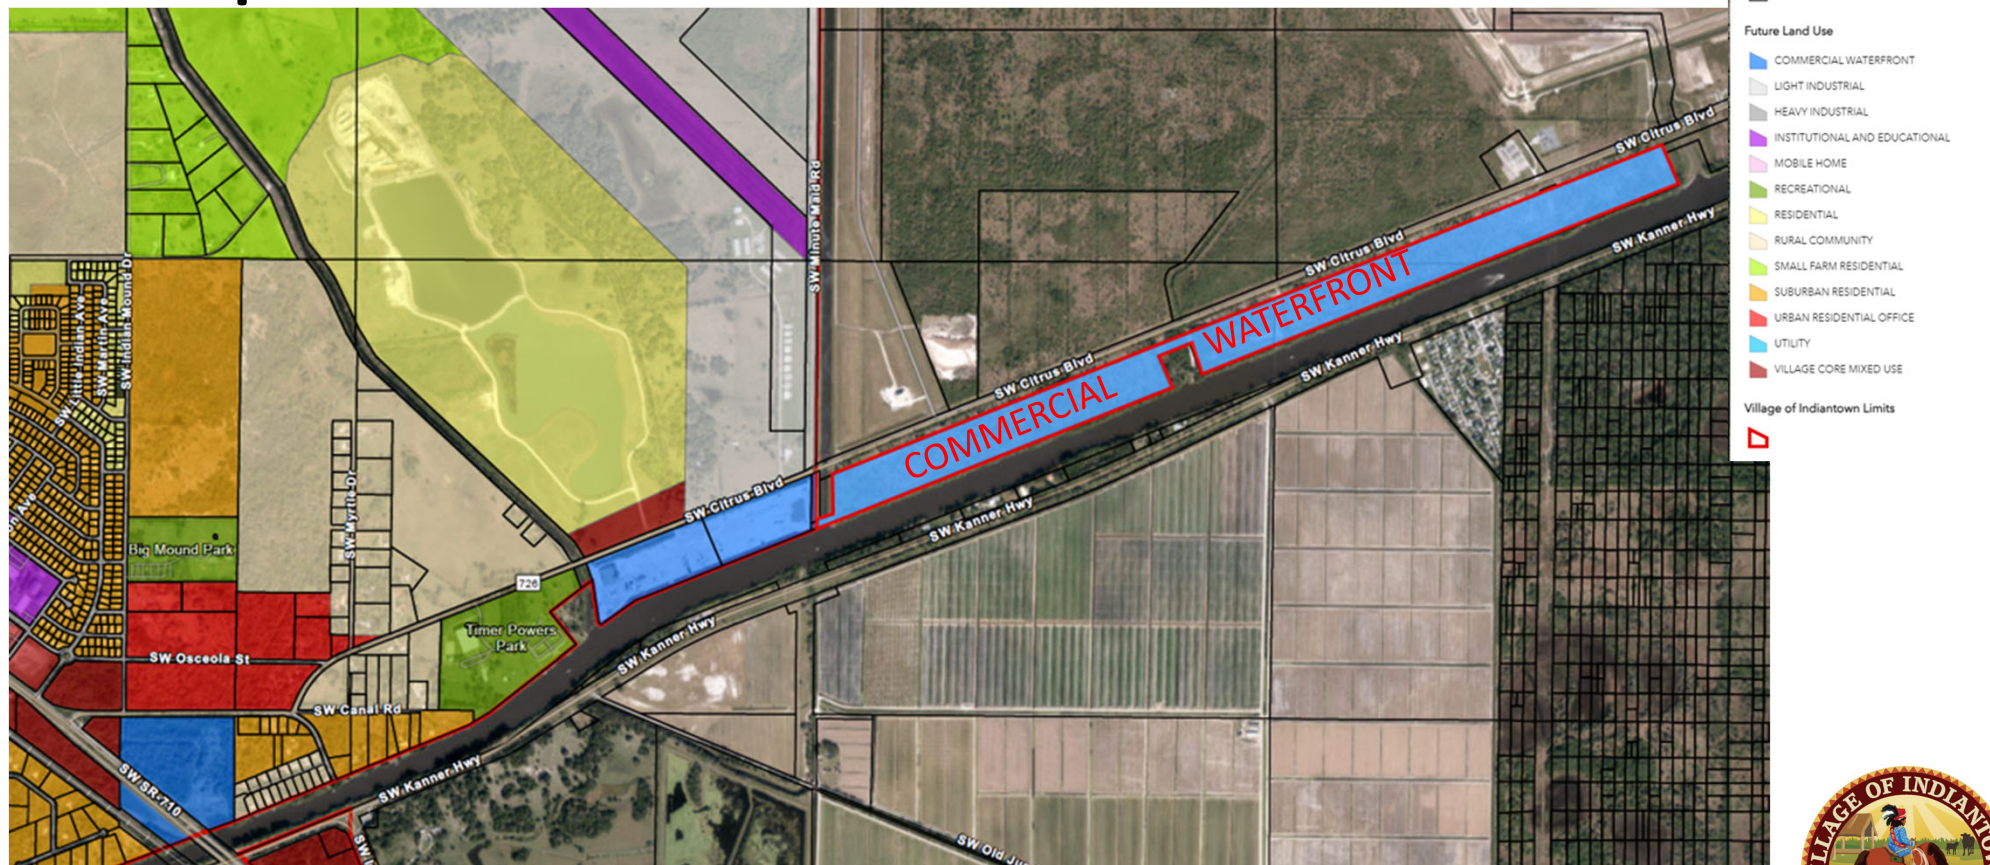 Future Land Use
COMMERCIAL WATERFRONT
LIGHT INDUSTRIAL
HEAVY INDUSTRIAL
INSTITUTIONAL AND EDUCATIONAL
MOBILE HOME
RECREATIONAL
RESIDENTIAL
RURAL COMMUNITY
SMALL FARM RESIDENTIAL
SUBURBAN RESIDENTIAL
URBAN RESIDENTIAL OFFICE
UTILITY
VILLAGE CORE MIXED USE
Village of Indiantown Limits
SW Citrus Blvd
SW Kanner Hwy
SW Minute Maid Rd
SW Citrus Blvd
WATERFRONT
SW Indian Mound Dr
SW Martin Ave
SW Little Indian Ave
SW Citrus Blvd
SW Kanner Hwy
COMMERCIAL
SW Citrus Blvd
SW Kanner Hwy
SW Myrtle Dr
Big Mound Park
726
Timer Powers
Park
SW Kanner Hwy
SW Osceola St
SW Canal Rd
SW SR-710
SW Kanner Hwy
SW Old
VILLAGE OF INDIANTO